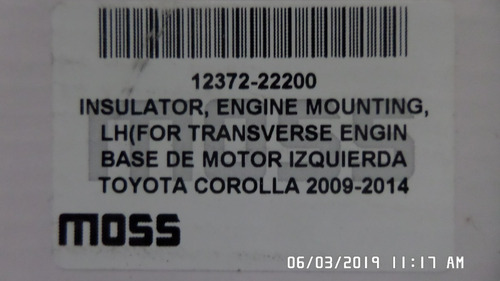 12372-22200
INSULATOR, ENGINE MOUNTING,
LH(FOR TRANSVERSE ENGIN
BASE DE MOTOR IZQUIERDA
TOYOTA COROLLA 2009-2014
moss
moss
06/03/2019 11:17 AM